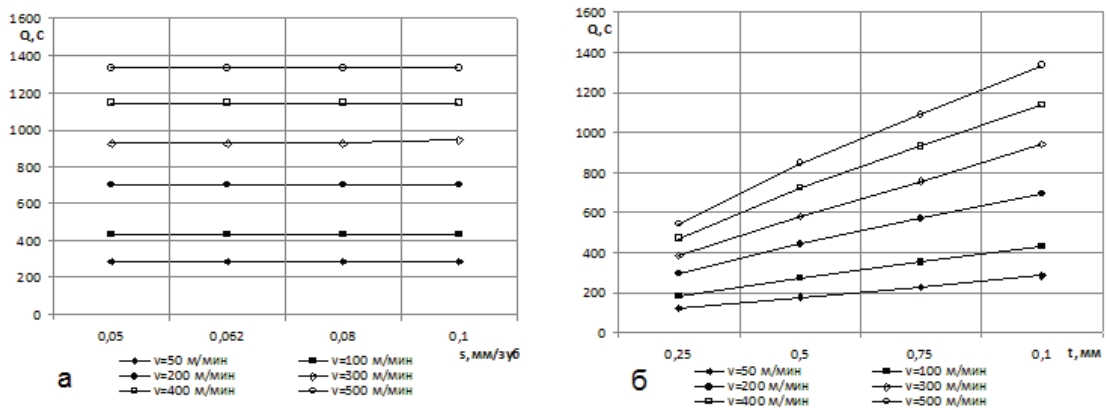 1600
Q, C
1400
1200
1000
800
600
400
200
0
0,05 0,062 0,08 0,1
s, мм/зуб
v=50 м/мин v=100 м/мин
v=200 м/мин v=300 м/мин
v=400 м/мин v=500 м/мин
а
1600
Q, C
1400
1200
1000
800
600
400
200
0
0,25 0,5 0,75 0,1
t, мм
v=50 м/мин v=100 м/мин
v=200 м/мин v=300 м/мин
v=400 м/мин v=500 м/мин
б